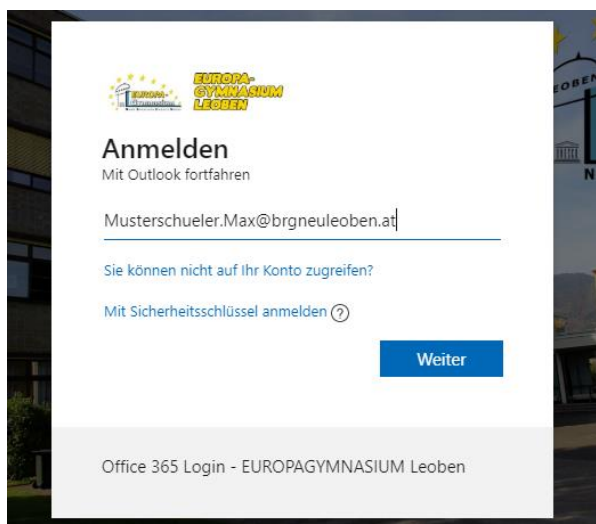 EUROPA-
GYMNASIUM
LEOBEN
Anmelden
Mit Outlook fortfahren
Musterschueler.Max@brgneuleoben.at
Sie können nicht auf Ihr Konto zugreifen?
Mit Sicherheitsschlüssel anmelden ?
Weiter
Office 365 Login - EUROPAGYMNASIUM Leoben